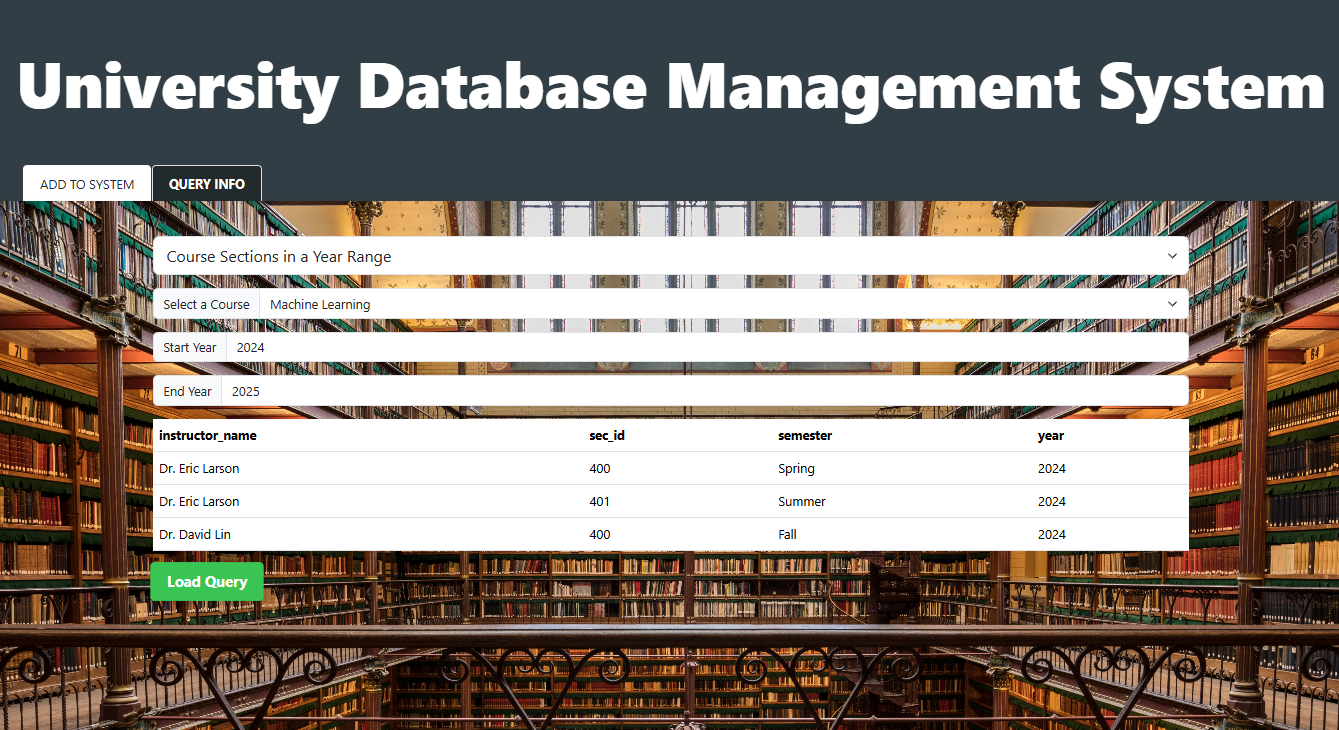 University Database Management System
ADD TO SYSTEM QUERY INFO
Course Sections in a Year Range
Select a Course Machine Learning
Start Year 2024
End Year 2025
instructor_name sec_id semester year
Dr. Eric Larson 400 Spring 2024
Dr. Eric Larson 401 Summer 2024
Dr. David Lin 400 Fall 2024
Load Query